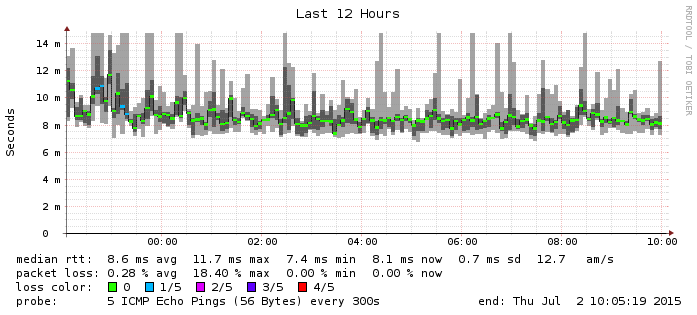 Last 12 Hours
RRDTOOL / TOBI OETIKER
Seconds
14 m
12 m
10 m
8 m
6 m
4 m
2 m
0
00:00 02:00 04:00 06:00 08:00 10:00
median rtt: 8.6 ms avg 11.7 ms max 7.4 ms min 8.1 ms now 0.7 ms sd 12.7 am/s
packet loss: 0.28 % avg 18.40 % max 0.00 % min 0.00 % now
loss color: 0 1/5 2/5 3/5 4/5
probe: 5 ICMP Echo Pings (56 Bytes) every 300s end: Thu Jul 2 10:05:19 2015